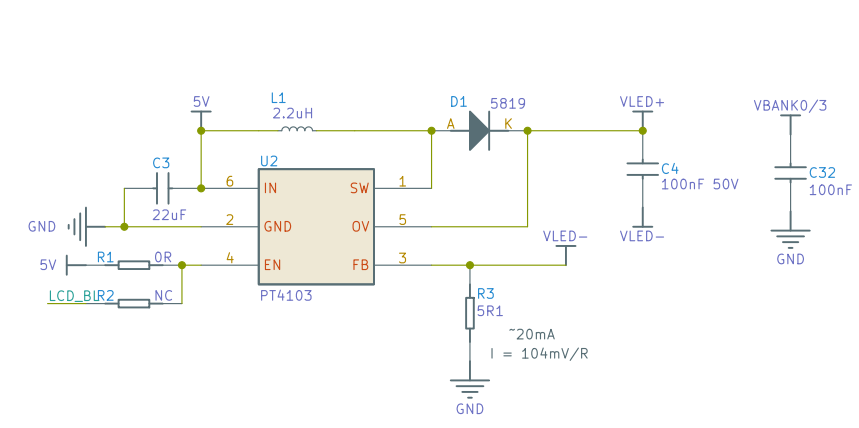 5V
L1
2.2uH
D1
5819
A
K
VLED+
VBANK0/3
C3
22uF
U2
6
IN
SW
1
2
GND
OV
5
4
EN
FB
3
PT4103
GND
5V
R1
0R
LCD_BL
R2
NC
VLED-
C4
100nF 50V
VLED-
C32
100nF
GND
R3
5R1
~20mA
I = 104mV/R
GND